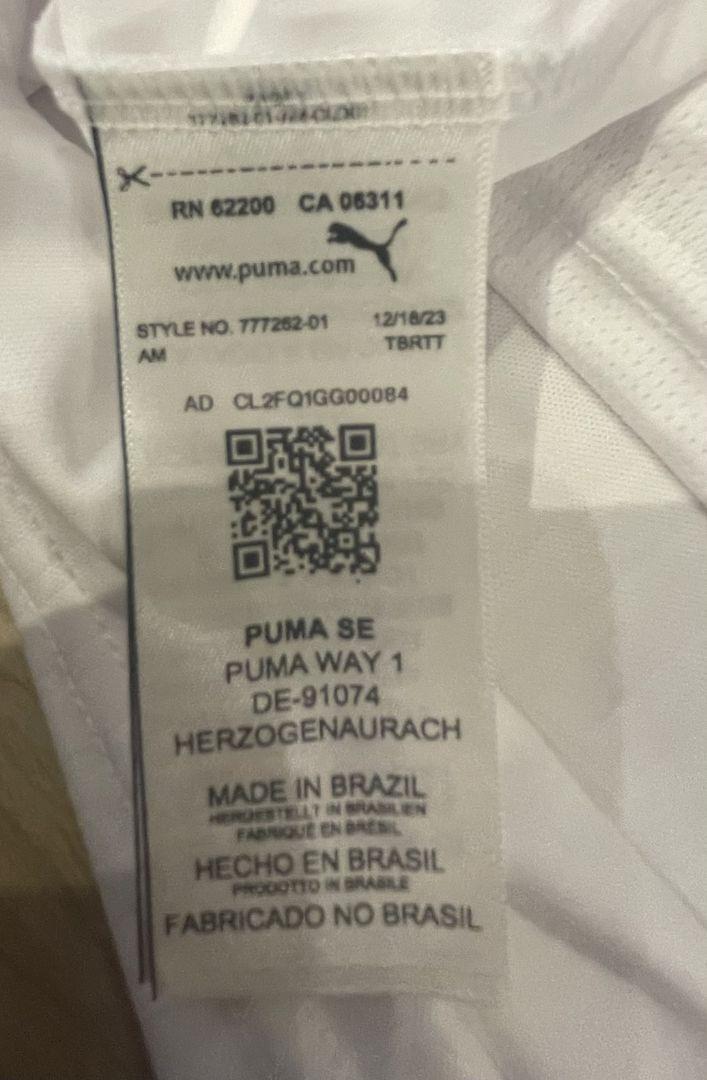 RN 62200 CA 06311
www.puma.com
STYLE NO. 777262-01 12/18/23
AM TBRTT
AD CL2FQ1GG00084
PUMA SE
PUMA WAY 1
DE-91074
HERZOGENAURACH
MADE IN BRAZIL
HERGESTELLT IN BRASILIEN
FABRIQUÉ EN BRÉSIL
HECHO EN BRASIL
PRODOTTO IN BRASILE
FABRICADO NO BRASIL